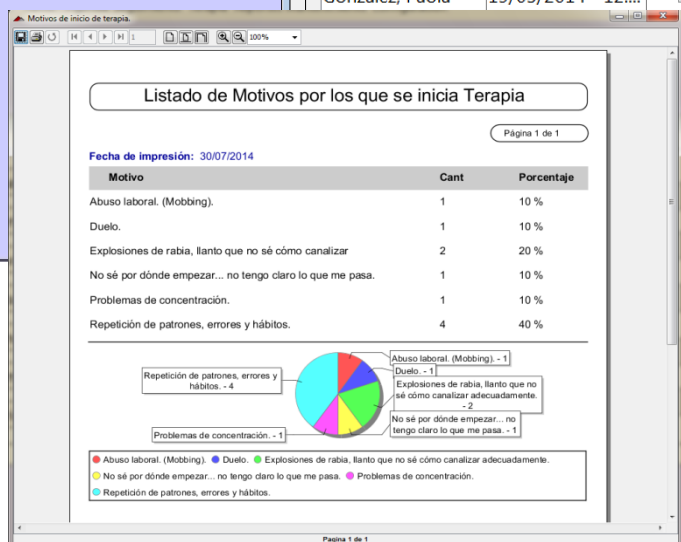 Gonzalez, Paola 19/05/2014 12....
Motivos de inicio de terapia.
1 100%
Listado de Motivos por los que se inicia Terapia
Página 1 de 1
Fecha de impresión: 30/07/2014
Motivo Cant Porcentaje
Abuso laboral. (Mobbing). 1 10 %
Duelo. 1 10 %
Explosiones de rabia, llanto que no sé cómo canalizar 2 20 %
No sé por dónde empezar... no tengo claro lo que me pasa. 1 10 %
Problemas de concentración. 1 10 %
Repetición de patrones, errores y hábitos. 4 40 %
Abuso laboral. (Mobbing). - 1
Duelo. - 1
Repetición de patrones, errores y
hábitos. - 4
Explosiones de rabia, llanto que no
sé cómo canalizar adecuadamente.
- 2
No sé por dónde empezar... no
tengo claro lo que me pasa. - 1
Problemas de concentración. - 1
Abuso laboral. (Mobbing). Duelo. Explosiones de rabia, llanto que no sé cómo canalizar adecuadamente.
No sé por dónde empezar... no tengo claro lo que me pasa. Problemas de concentración.
Repetición de patrones, errores y hábitos.
Pagina 1 de 1